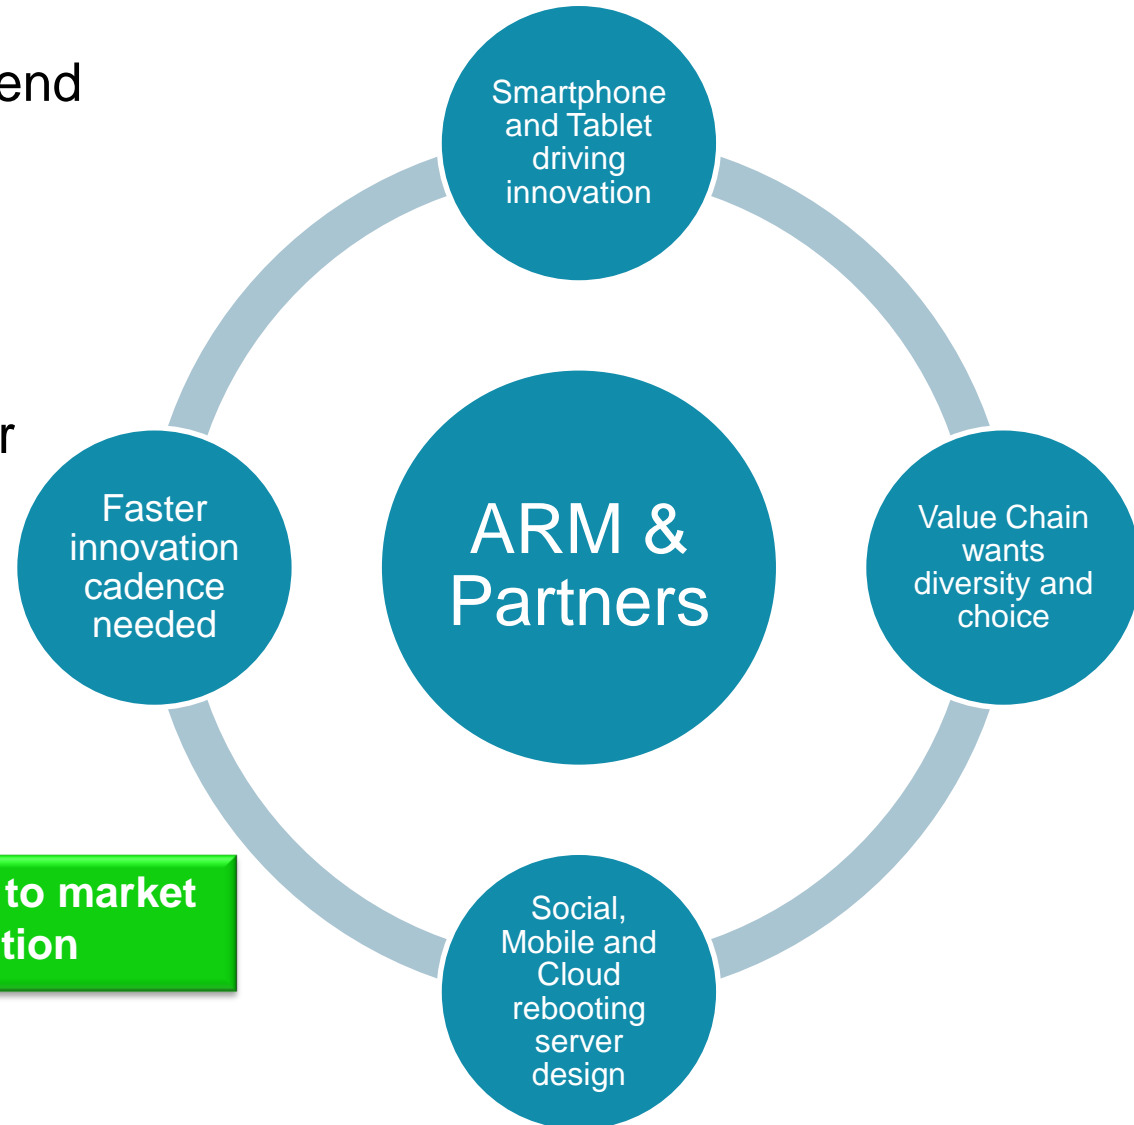 end
Smartphone
and Tablet
driving
innovation
r
Faster
innovation
cadence
needed
ARM &
Partners
Value Chain
wants
diversity and
choice
to market
tion
Social,
Mobile and
Cloud
rebooting
server
design